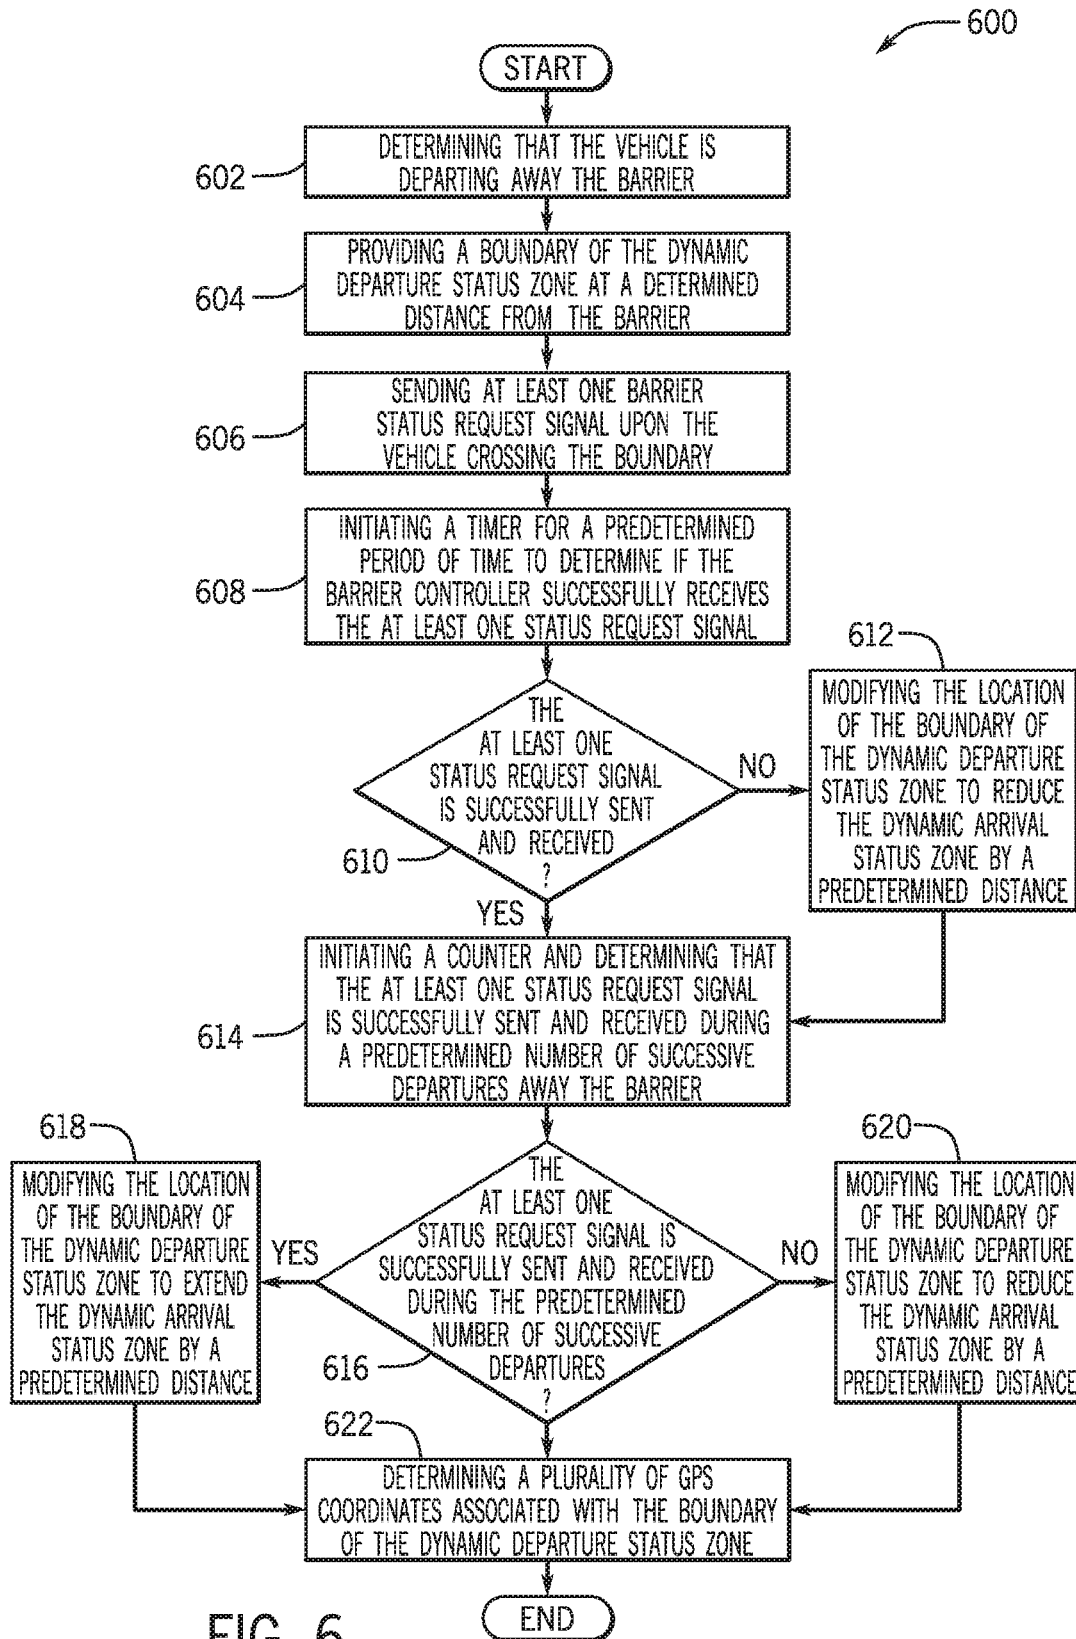 600
START
602
DETERMINING THAT THE VEHICLE IS
DEPARTING AWAY THE BARRIER
604
PROVIDING A BOUNDARY OF THE DYNAMIC
DEPARTURE STATUS ZONE AT A DETERMINED
DISTANCE FROM THE BARRIER
606
SENDING AT LEAST ONE BARRIER
STATUS REQUEST SIGNAL UPON THE
VEHICLE CROSSING THE BOUNDARY
608
INITIATING A TIMER FOR A PREDETERMINED
PERIOD OF TIME TO DETERMINE IF THE
BARRIER CONTROLLER SUCCESSFULLY RECEIVES
THE AT LEAST ONE STATUS REQUEST SIGNAL
610
THE
AT LEAST ONE
STATUS REQUEST SIGNAL
IS SUCCESSFULLY SENT
AND RECEIVED
?
NO
YES
612
MODIFYING THE LOCATION
OF THE BOUNDARY OF
THE DYNAMIC DEPARTURE
STATUS ZONE TO REDUCE
THE DYNAMIC ARRIVAL
STATUS ZONE BY A
PREDETERMINED DISTANCE
614
INITIATING A COUNTER AND DETERMINING THAT
THE AT LEAST ONE STATUS REQUEST SIGNAL
IS SUCCESSFULLY SENT AND RECEIVED DURING
A PREDETERMINED NUMBER OF SUCCESSIVE
DEPARTURES AWAY THE BARRIER
616
THE
AT LEAST ONE
STATUS REQUEST SIGNAL IS
SUCCESSFULLY SENT AND RECEIVED
DURING THE PREDETERMINED
NUMBER OF SUCCESSIVE
DEPARTURES
?
YES
NO
618
MODIFYING THE LOCATION
OF THE BOUNDARY OF
THE DYNAMIC DEPARTURE
STATUS ZONE TO EXTEND
THE DYNAMIC ARRIVAL
STATUS ZONE BY A
PREDETERMINED DISTANCE
620
MODIFYING THE LOCATION
OF THE BOUNDARY OF
THE DYNAMIC DEPARTURE
STATUS ZONE TO REDUCE
THE DYNAMIC ARRIVAL
STATUS ZONE BY A
PREDETERMINED DISTANCE
622
DETERMINING A PLURALITY OF GPS
COORDINATES ASSOCIATED WITH THE BOUNDARY
OF THE DYNAMIC DEPARTURE STATUS ZONE
END
FIG. 6